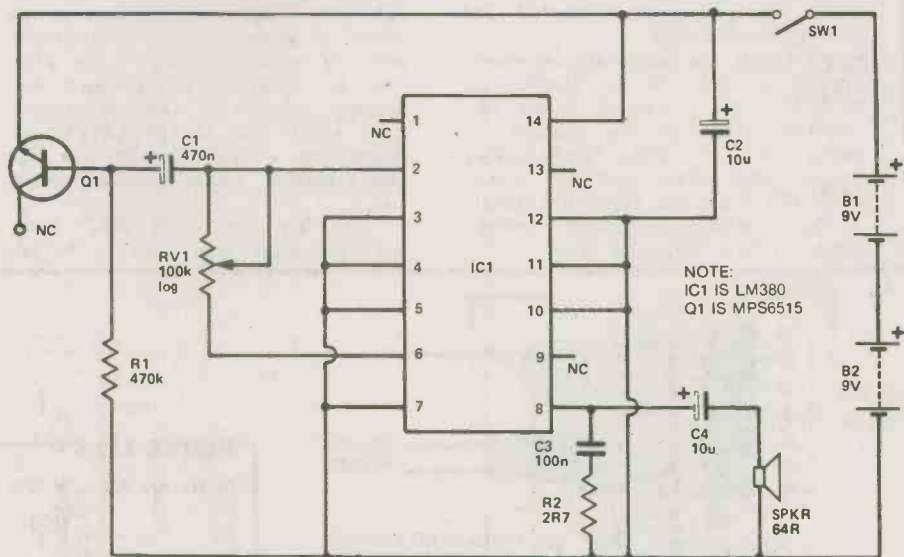 SW1
C1
470n
+
Q1
NC
NC
1
2
3
4
5
6
7
IC1
14
13
12
11
10
9
8
NC
NC
+
C2
10u
+
B1
9V
RV1
100k
log
NOTE:
IC1 IS LM380
Q1 IS MPS6515
R1
470k
+
B2
9V
C3
100n
+
C4
10u
R2
2R7
SPKR
64R